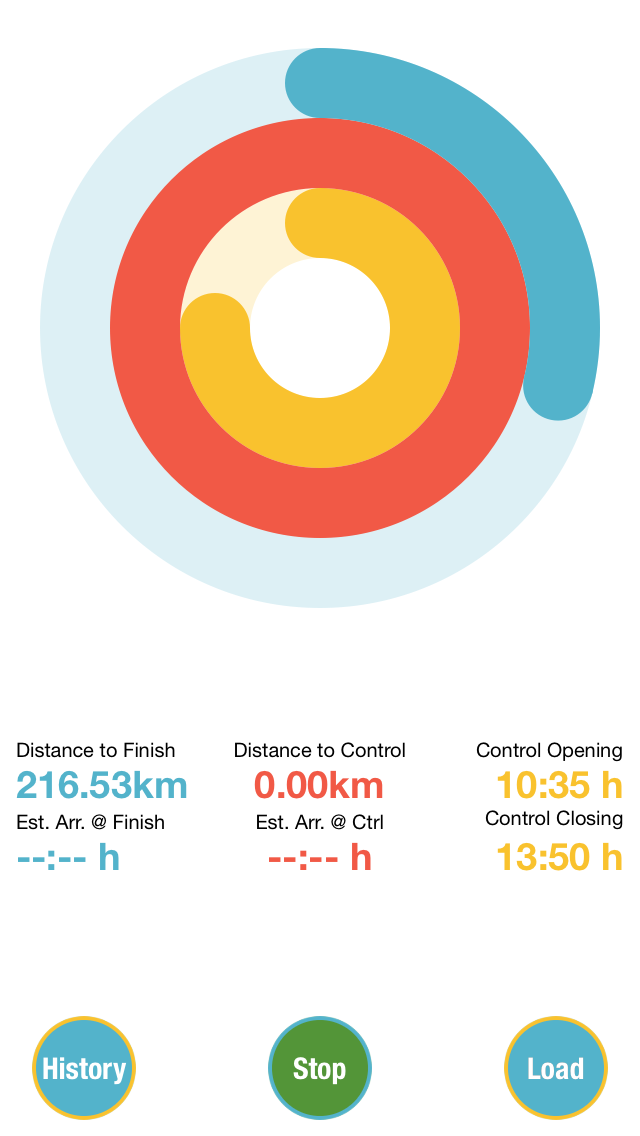 Distance to Finish
216.53km
Est. Arr. @ Finish
--:-- h
Distance to Control
0.00km
Est. Arr. @ Ctrl
--:-- h
Control Opening
10:35 h
Control Closing
13:50 h
History
Stop
Load